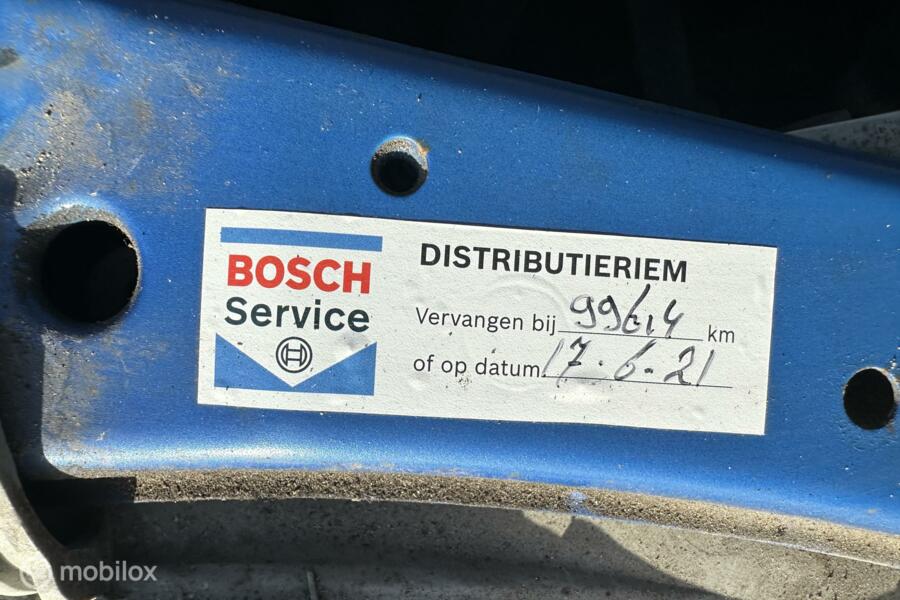 BOSCH
Service
DISTRIBUTIERIEM
Vervangen bij 99614 km
of op datum 17.6.21
mobilox